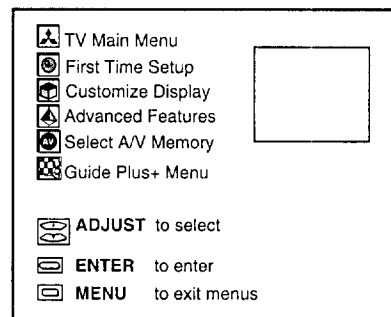 TV Main Menu
First Time Setup
Customize Display
Advanced Features
Select A/V Memory
Guide Plus+ Menu
ADJUST to select
ENTER to enter
MENU to exit menus